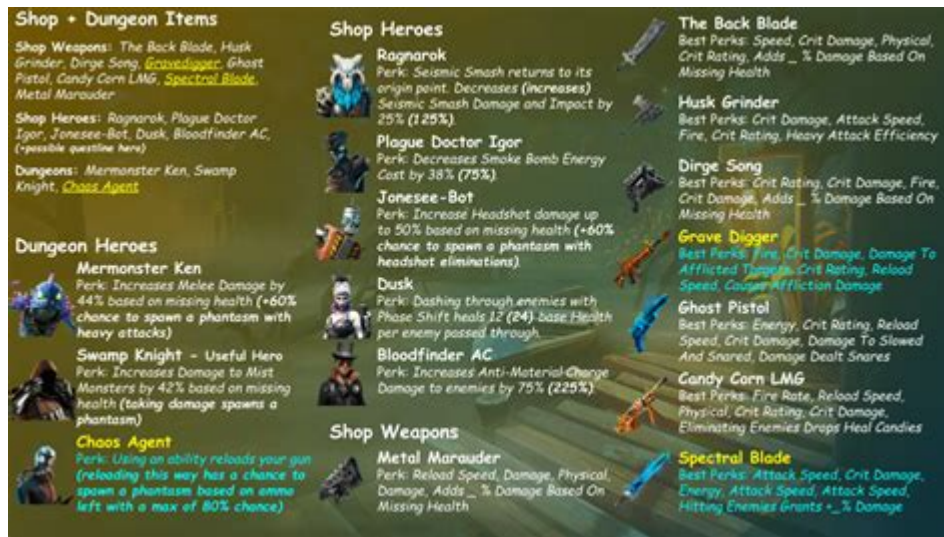 Shop + Dungeon Items
Shop Weapons: The Back Blade, Husk
Grinder, Dirge Song, Gravedigger, Ghost
Pistol, Candy Corn LMG, Spectral Blade,
Metal Marauder
Shop Heroes: Ragnarok, Plague Doctor
Igor, Jonesee-Bot, Dusk, Bloodfinder AC,
(+possible questline hero)
Dungeons: Mermonster Ken, Swamp
Knight, Chaos Agent
Dungeon Heroes
Mermonster Ken
Perk: Increases Melee Damage by
44% based on missing health (+60%
chance to spawn a phantasm with
heavy attacks)
Swamp Knight - Useful Hero
Perk: Increases Damage to Mist
Monsters by 42% based on missing
health (taking damage spawns a
phantasm)
Chaos Agent
Perk: Using an ability reloads your gun
(reloading this way has a chance to
spawn a phantasm based on ammo
left with a max of 80% chance)
Shop Heroes
Ragnarok
Perk: Seismic Smash returns to its
origin point. Decreases (increases)
Seismic Smash Damage and Impact by
25% (125%).
Plague Doctor Igor
Perk: Decreases Smoke Bomb Energy
Cost by 38% (75%).
Jonesee-Bot
Perk: Increase Headshot damage up
to 50% based on missing health (+60%
chance to spawn a phantasm with
headshot eliminations).
Dusk
Perk: Dashing through enemies with
Phase Shift heals 12 (24) base Health
per enemy passed through.
Bloodfinder AC
Perk: Increases Anti-Material Charge
Damage to enemies by 75% (225%).
Shop Weapons
Metal Marauder
Perk: Reload Speed, Damage, Physical,
Damage, Adds _ % Damage Based On
Missing Health
The Back Blade
Best Perks: Speed, Crit Damage, Physical,
Crit Rating, Adds _ % Damage Based On
Missing Health
Husk Grinder
Best Perks: Crit Damage, Attack Speed,
Fire, Crit Rating, Heavy Attack Efficiency
Dirge Song
Best Perks: Crit Rating, Crit Damage, Fire,
Crit Damage, Adds _ % Damage Based On
Missing Health
Grave Digger
Best Perks: Fire, Crit Damage, Damage To
Afflicted Targets, Crit Rating, Reload
Speed, Causes Affliction Damage
Ghost Pistol
Best Perks: Energy, Crit Rating, Reload
Speed, Crit Damage, Damage To Slowed
And Snared, Damage Dealt Snares
Candy Corn LMG
Best Perks: Fire Rate, Reload Speed,
Physical, Crit Rating, Crit Damage,
Eliminating Enemies Drops Heal Candies
Spectral Blade
Best Perks: Attack Speed, Crit Damage,
Energy, Attack Speed, Attack Speed,
Hitting Enemies Grants +_% Damage